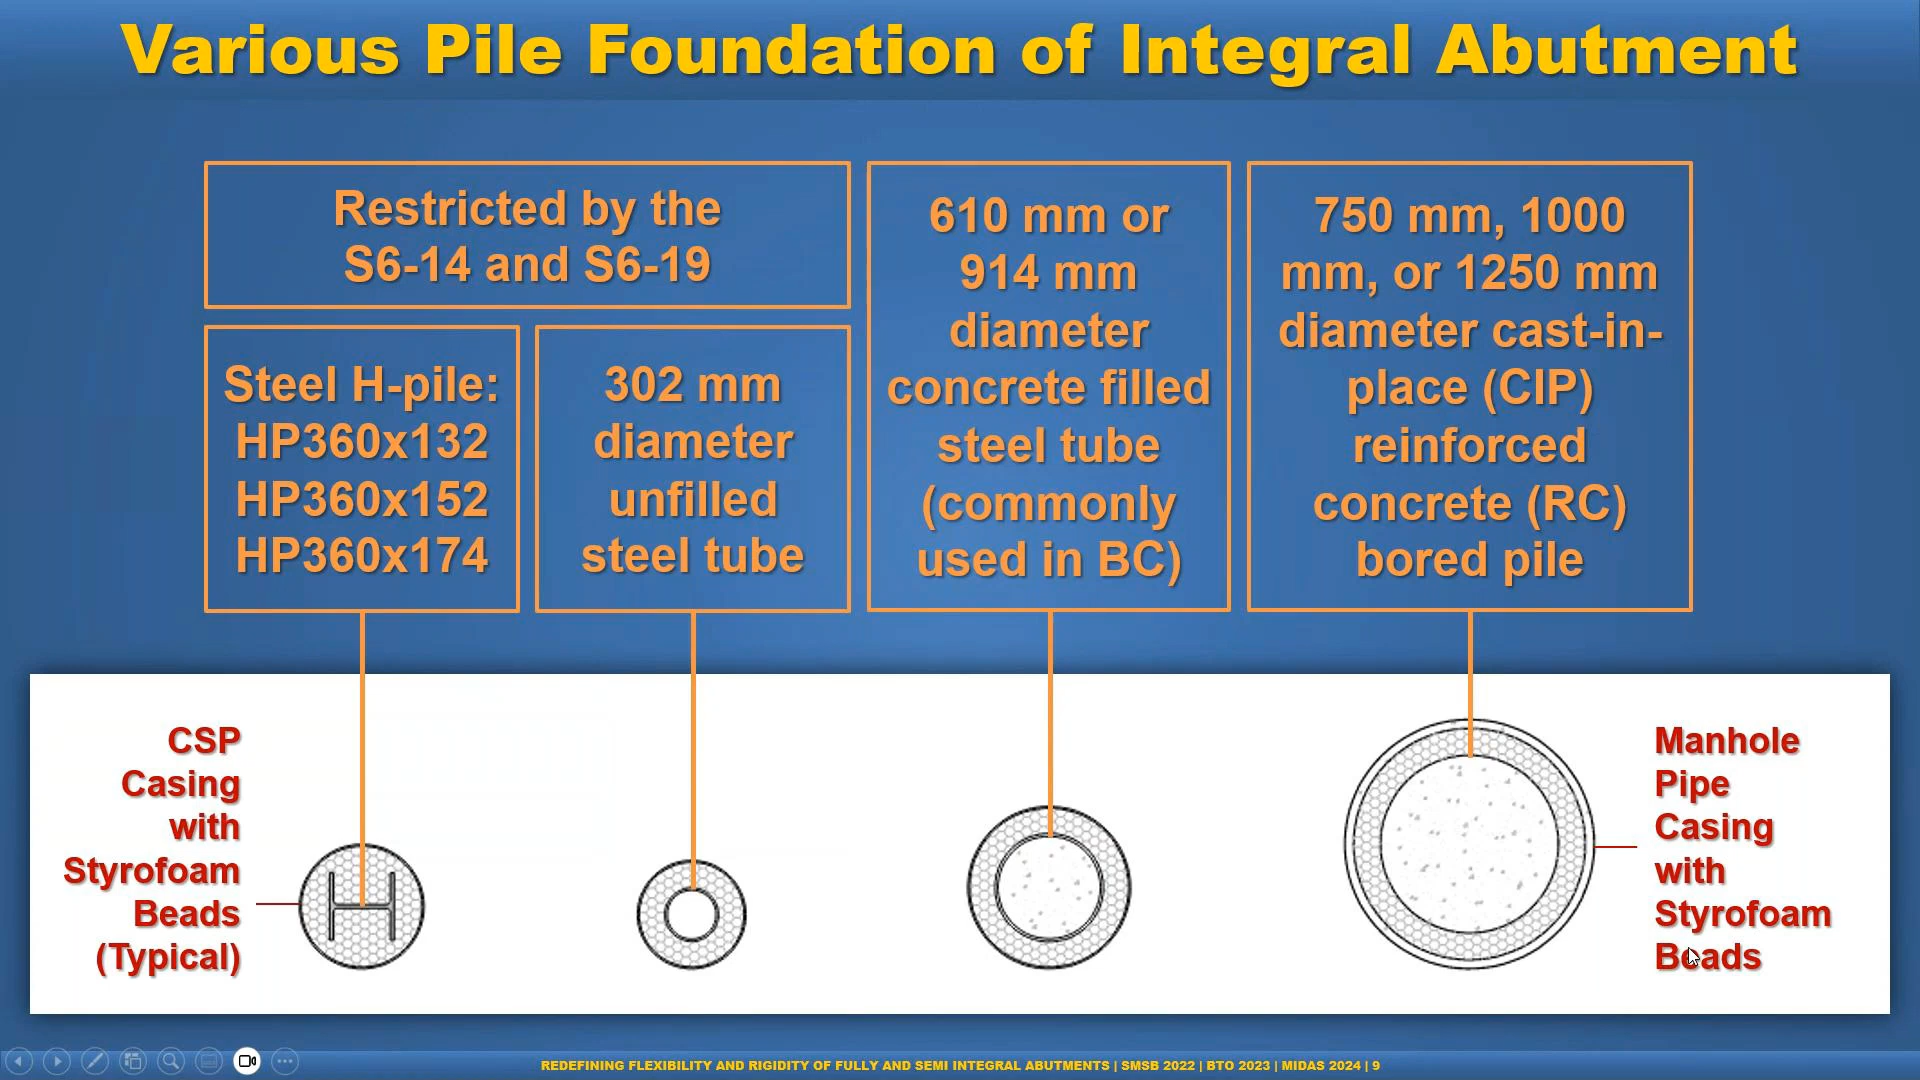 Various Pile Foundation of Integral Abutment
Restricted by the
S6-14 and S6-19
Steel H-pile:
HP360x132
HP360x152
HP360x174
302 mm
diameter
unfilled
steel tube
610 mm or
914 mm
diameter
concrete filled
steel tube
(commonly
used in BC)
750 mm, 1000
mm, or 1250 mm
diameter cast-in-
place (CIP)
reinforced
concrete (RC)
bored pile
CSP
Casing
with
Styrofoam
Beads
(Typical)
Manhole
Pipe
Casing
with
Styrofoam
Beads
REDEFINING FLEXIBILITY AND RIGIDITY OF FULLY AND SEMI INTEGRAL ABUTMENTS | SMSB 2022 | BTO 2023 | MIDAS 2024 | 9